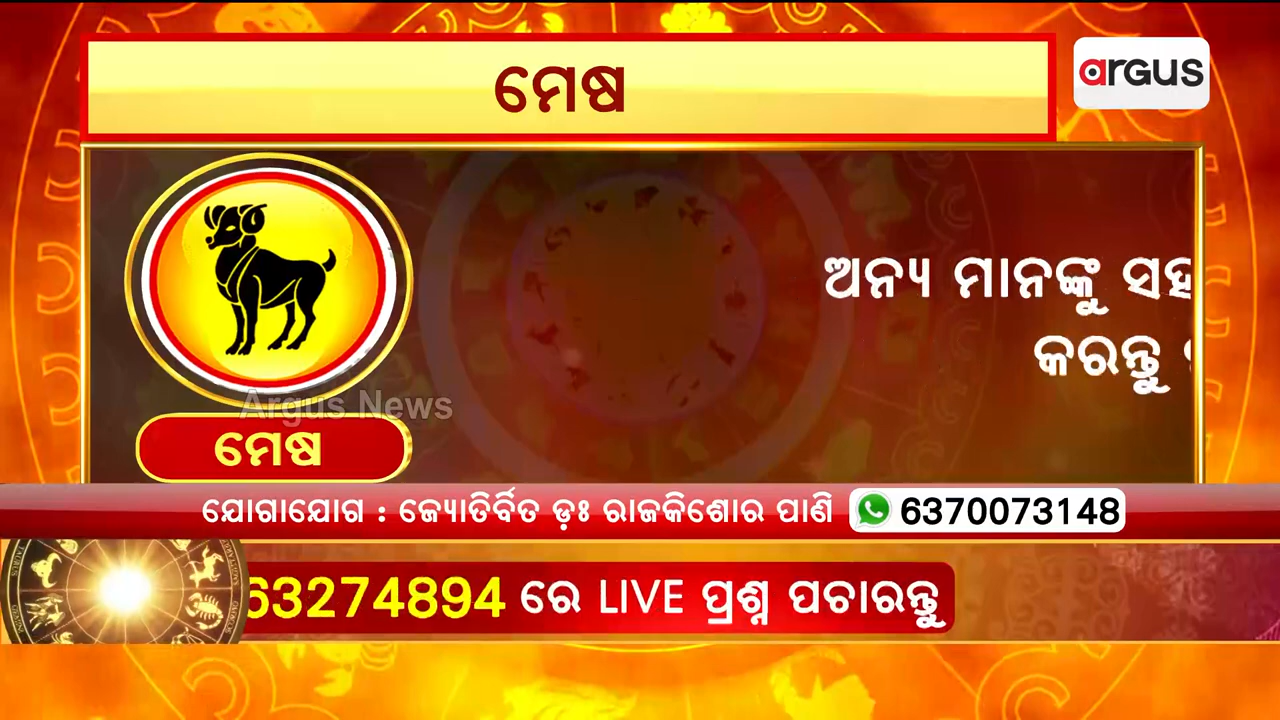 ମେଷ
argus
ଅନ୍ୟ ମାନଙ୍କୁ
କରନ୍ତୁ
Argus News
ମେଷ
ଯୋଗାଯୋଗ : ଜ୍ୟୋତିର୍ବିତ ଡ଼ଃ ରାଜକିଶୋର ପାଣି 6370073148
63274894 ରେ LIVE ପ୍ରଶ୍ନ ପଚାରନ୍ତୁ